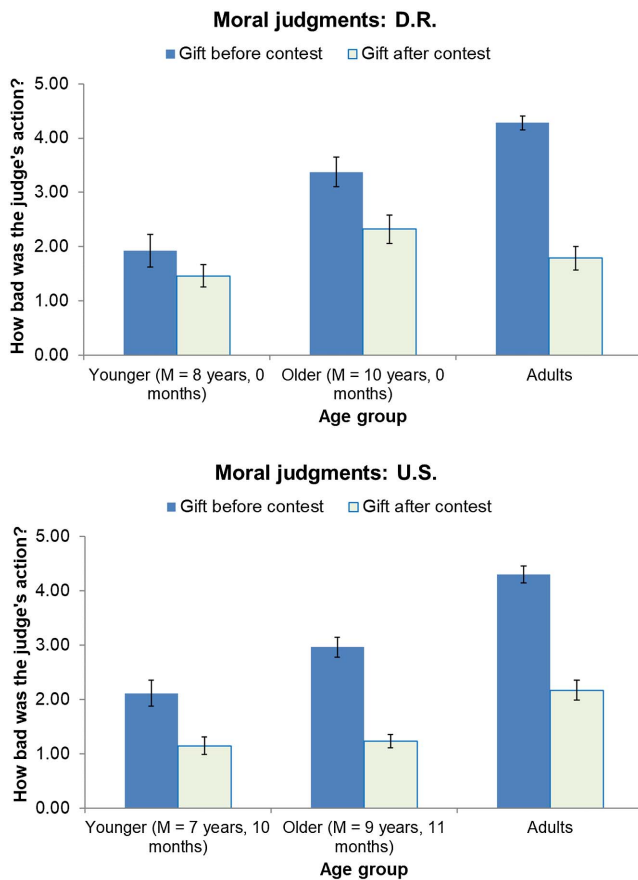 Moral judgments: D.R.
Gift before contest Gift after contest
How bad was the judge's action?
5.00
4.00
3.00
2.00
1.00
0.00
Younger (M = 8 years, 0 months)
Older (M = 10 years, 0 months)
Adults
Age group
Moral judgments: U.S.
Gift before contest Gift after contest
How bad was the judge's action?
5.00
4.00
3.00
2.00
1.00
0.00
Younger (M = 7 years, 10 months)
Older (M = 9 years, 11 months)
Adults
Age group